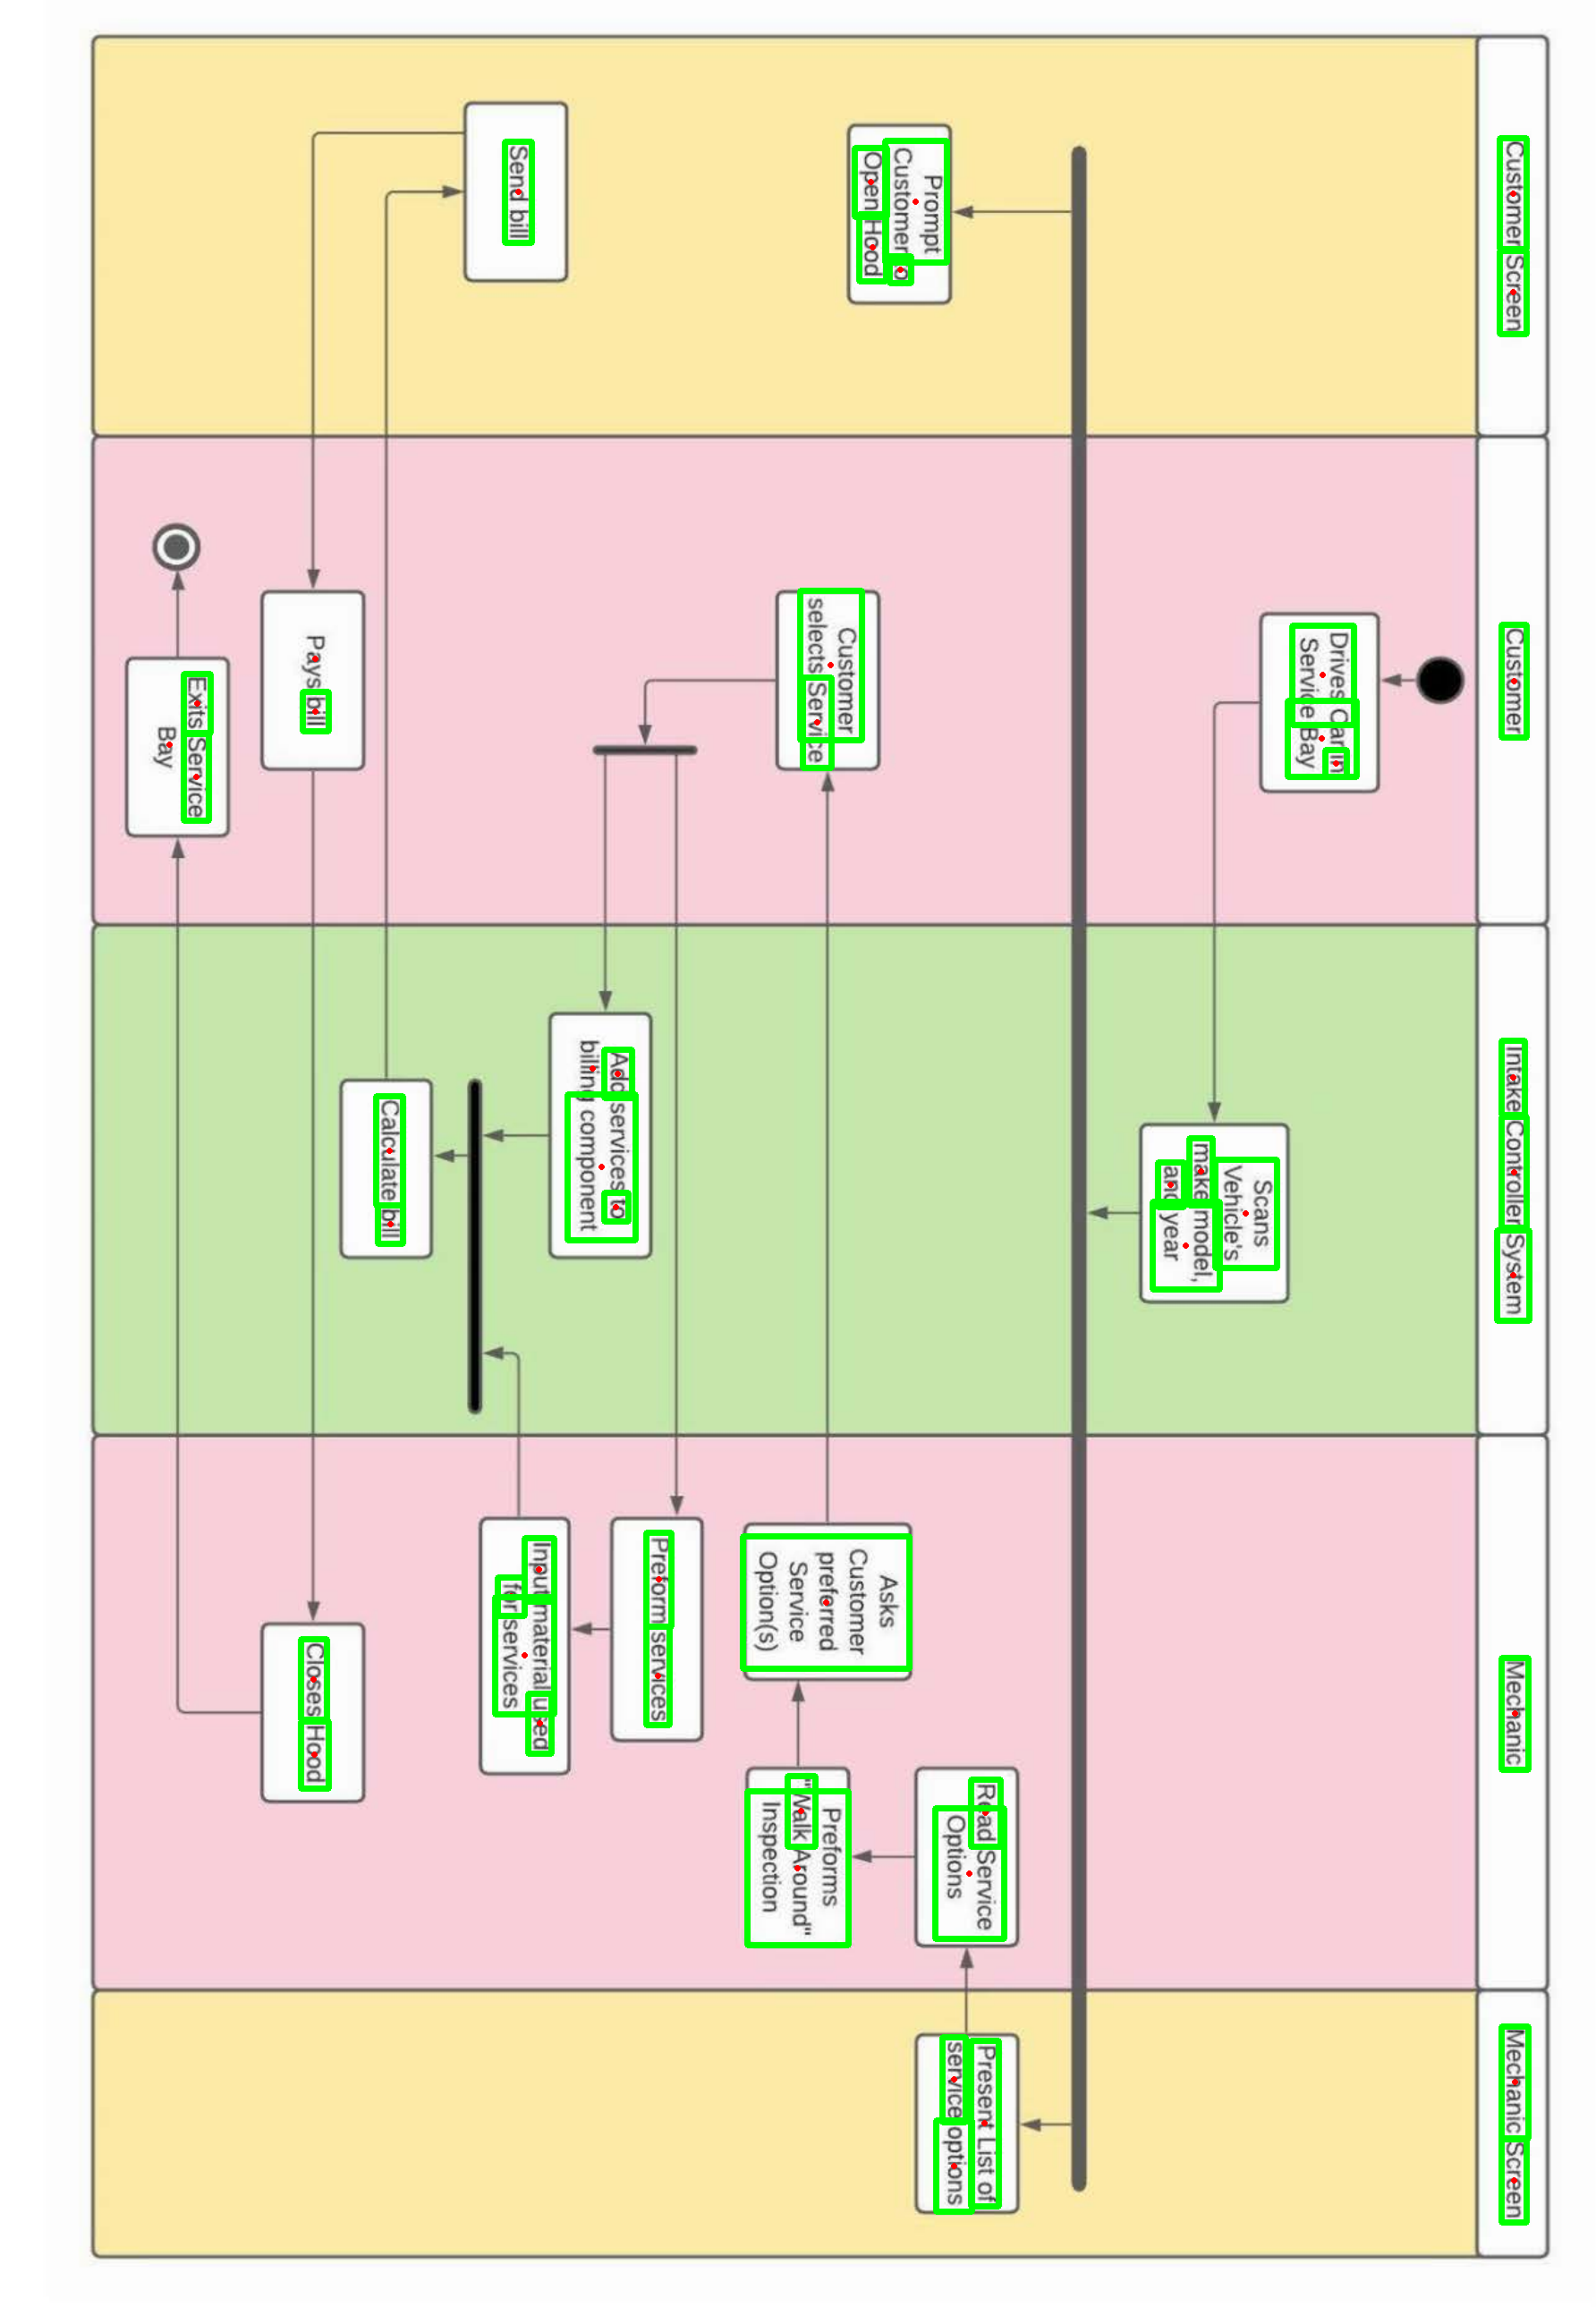 Customer Screen
Customer
Intake Controller System
Mechanic
Mechanic Screen
Drives Car in
Service Bay
Scans
Vehicle's
make model,
and year
Prompt
Customer to
Open Hood
Present List of
service options
Read Service
Options
Preforms
"Walk Around"
Inspection
Asks
Customer
preferred
Service
Option(s)
Customer
selects Service
Add services to
billing component
Preform services
Input material used
for services
Calculate bill
Send bill
Pays bill
Closes Hood
Exits Service
Bay